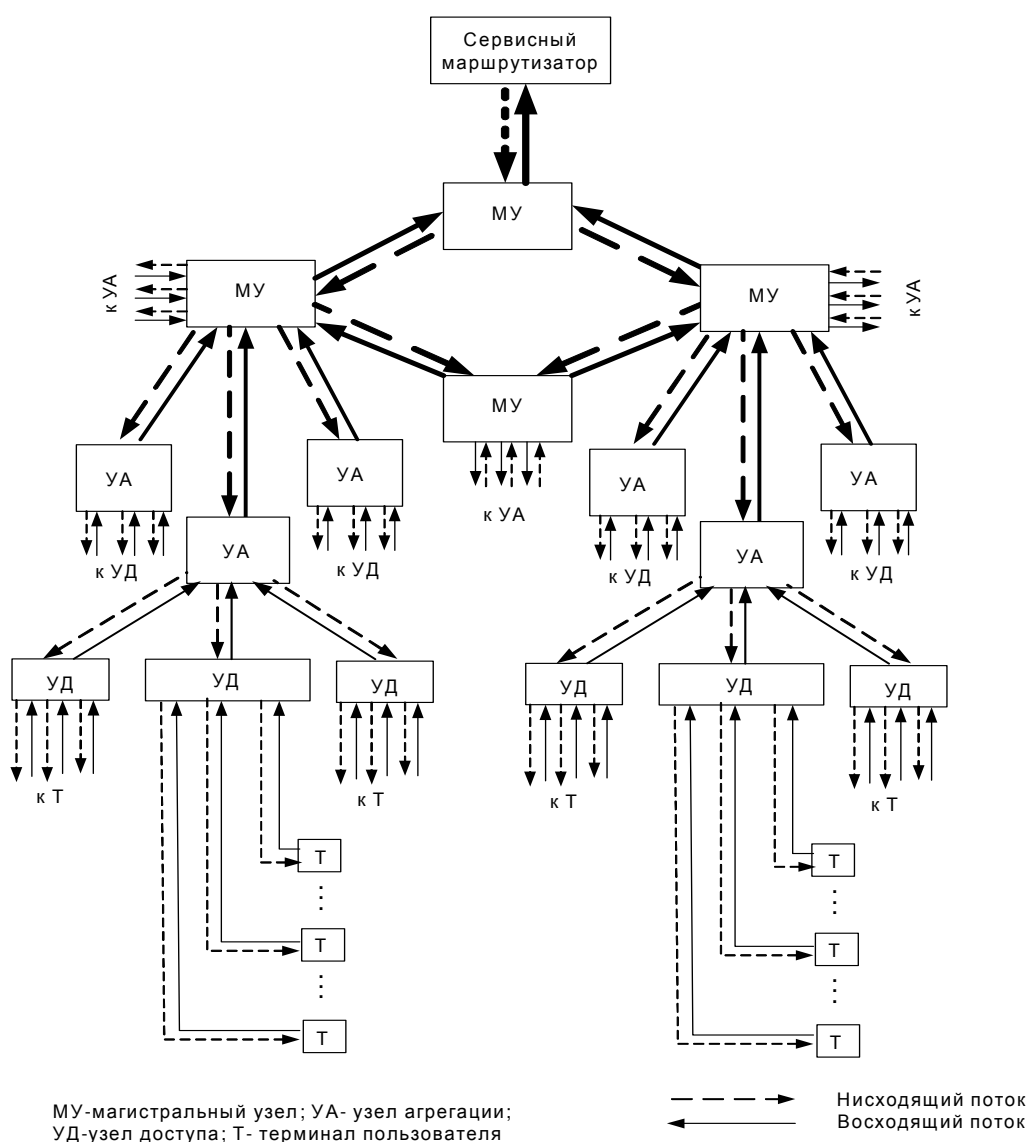 Сервисный
маршрутизатор
МУ
МУ
МУ
к УА
к УА
МУ
УА
УА
УА
УА
к УА
УА
УА
к УД
к УД
к УД
к УД
УД
УД
УД
УД
УД
УД
к Т
к Т
к Т
к Т
Т
Т
Т
Т
Т
Т
МУ-магистральный узел; УА- узел агрегации;
УД-узел доступа; Т- терминал пользователя
Нисходящий поток
Восходящий поток